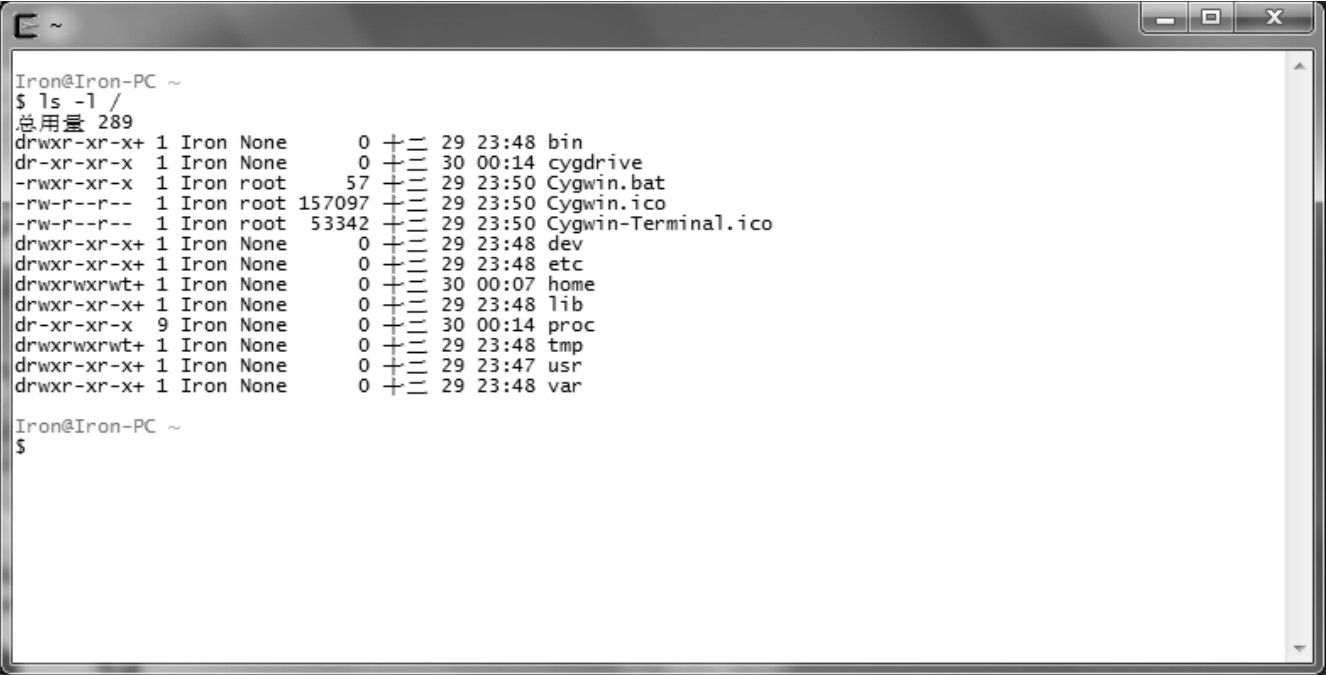 ~
Iron@Iron-PC ~
$ ls -l /
总用量 289
drwxr-xr-x+ 1 Iron None      0 十二 29 23:48 bin
dr-xr-xr-x  1 Iron None      0 十二 30 00:14 cygdrive
-rwxr-xr-x  1 Iron root     57 十二 29 23:50 Cygwin.bat
-rw-r--r--  1 Iron root 157097 十二 29 23:50 Cygwin.ico
-rw-r--r--  1 Iron root  53342 十二 29 23:50 Cygwin-Terminal.ico
drwxr-xr-x+ 1 Iron None      0 十二 29 23:48 dev
drwxr-xr-x+ 1 Iron None      0 十二 29 23:48 etc
drwxrwxrwt+ 1 Iron None      0 十二 30 00:07 home
drwxr-xr-x+ 1 Iron None      0 十二 29 23:48 lib
dr-xr-xr-x  9 Iron None      0 十二 30 00:14 proc
drwxrwxrwt+ 1 Iron None      0 十二 29 23:48 tmp
drwxr-xr-x+ 1 Iron None      0 十二 29 23:47 usr
drwxr-xr-x+ 1 Iron None      0 十二 29 23:48 var
Iron@Iron-PC ~
$